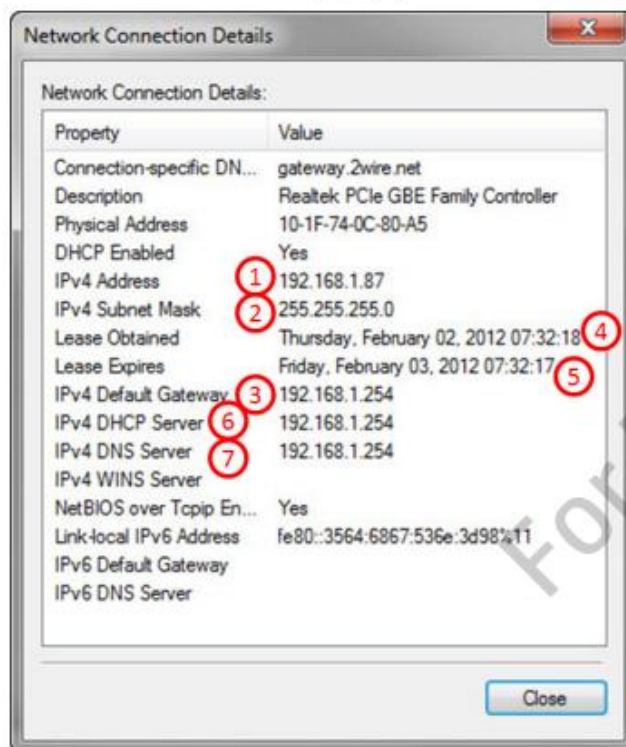 Network Connection Details
Network Connection Details:
Property Value
Connection-specific DN... gateway.2wire.net
Description Realtek PCIe GBE Family Controller
Physical Address 10-1F-74-0C-80-A5
DHCP Enabled Yes
IPv4 Address 1 192.168.1.87
IPv4 Subnet Mask 2 255.255.255.0
Lease Obtained Thursday, February 02, 2012 07:32:18 4
Lease Expires Friday, February 03, 2012 07:32:17 5
IPv4 Default Gateway 3 192.168.1.254
IPv4 DHCP Server 6 192.168.1.254
IPv4 DNS Server 7 192.168.1.254
IPv4 WINS Server
NetBIOS over Tcpip En... Yes
Link-local IPv6 Address fe80::3564:6867:536e:3d98%11
IPv6 Default Gateway
IPv6 DNS Server
For
Close